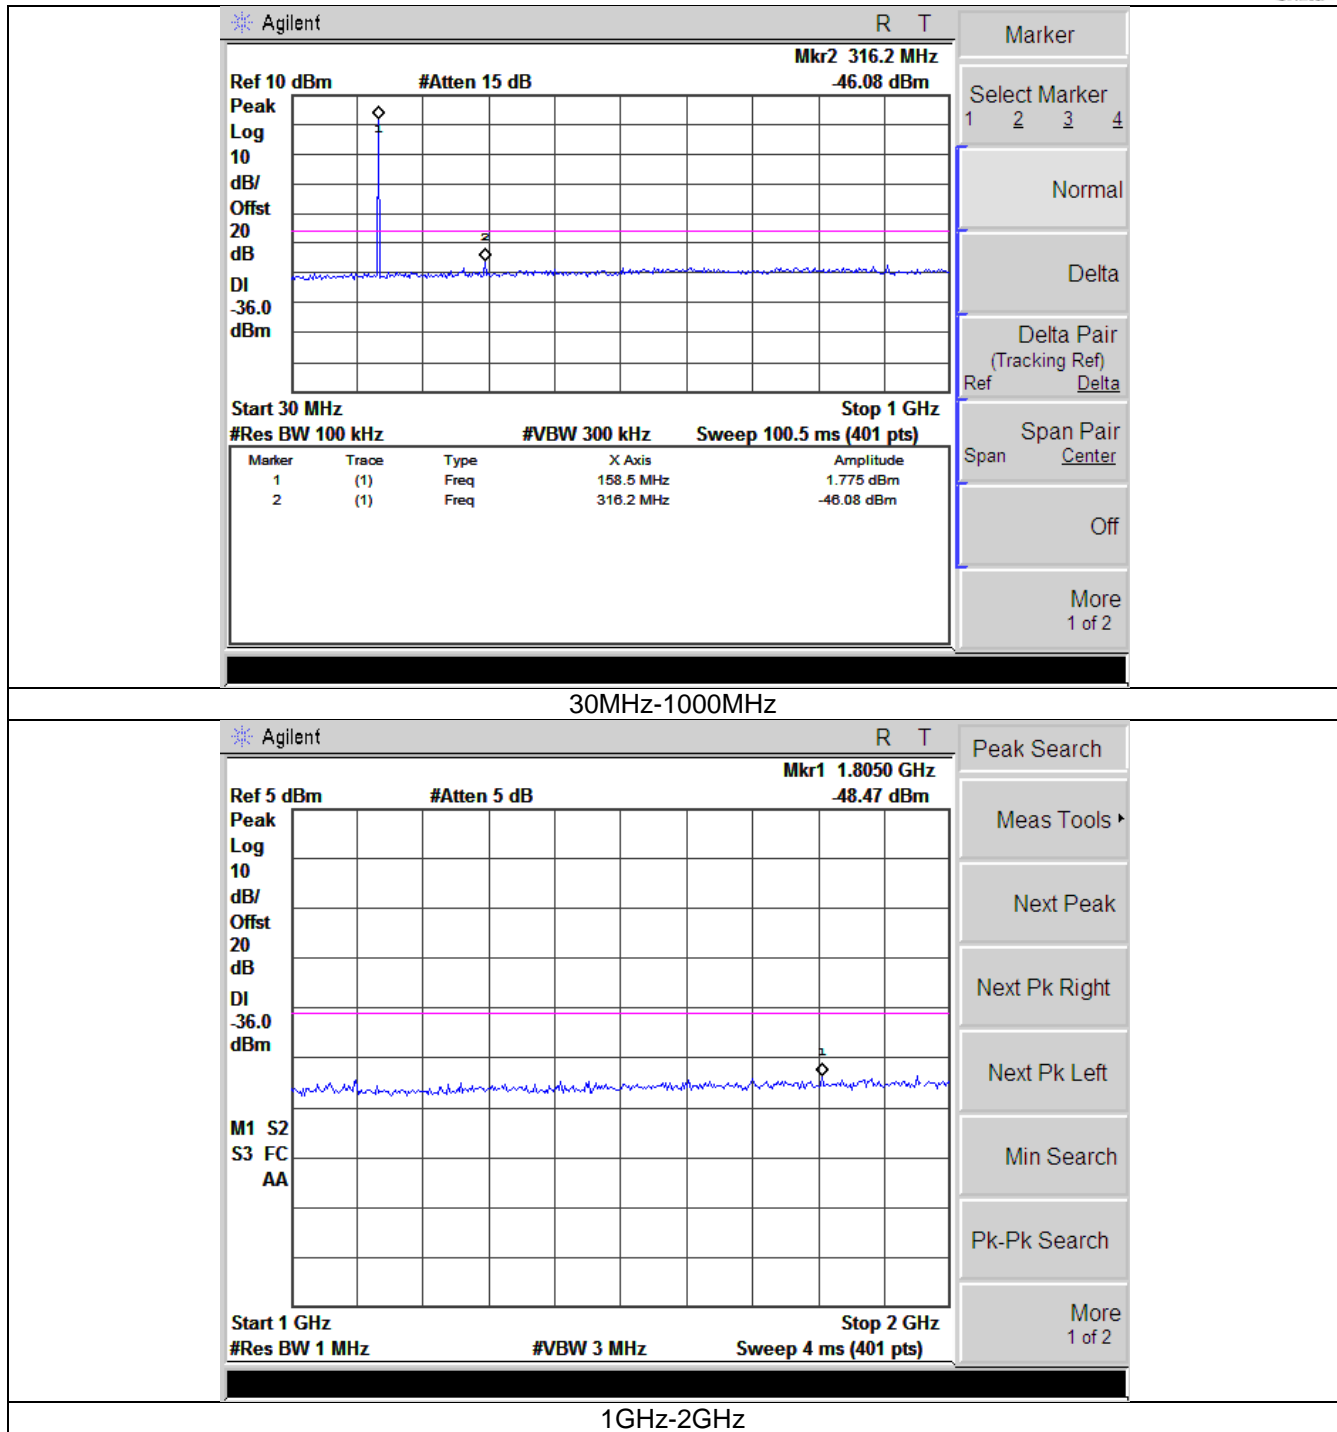 Agilent R T
Marker
Mkr2 316.2 MHz
Ref 10 dBm #Atten 15 dB -46.08 dBm
Peak
Log
10
dB/
Offst
20
dB
DI
-36.0
dBm
1
2
Start 30 MHz Stop 1 GHz
#Res BW 100 kHz #VBW 300 kHz Sweep 100.5 ms (401 pts)
Marker Trace Type X Axis Amplitude
1 (1) Freq 158.5 MHz 1.775 dBm
2 (1) Freq 316.2 MHz -46.08 dBm
Select Marker
1 2 3 4
Normal
Delta
Delta Pair
(Tracking Ref)
Ref Delta
Span Pair
Span Center
Off
More
1 of 2
30MHz-1000MHz
Agilent R T
Peak Search
Mkr1 1.8050 GHz
Ref 5 dBm #Atten 5 dB -48.47 dBm
Peak
Log
10
dB/
Offst
20
dB
DI
-36.0
dBm
1
M1 S2
S3 FC
AA
Start 1 GHz Stop 2 GHz
#Res BW 1 MHz #VBW 3 MHz Sweep 4 ms (401 pts)
Meas Tools
Next Peak
Next Pk Right
Next Pk Left
Min Search
Pk-Pk Search
More
1 of 2
1GHz-2GHz